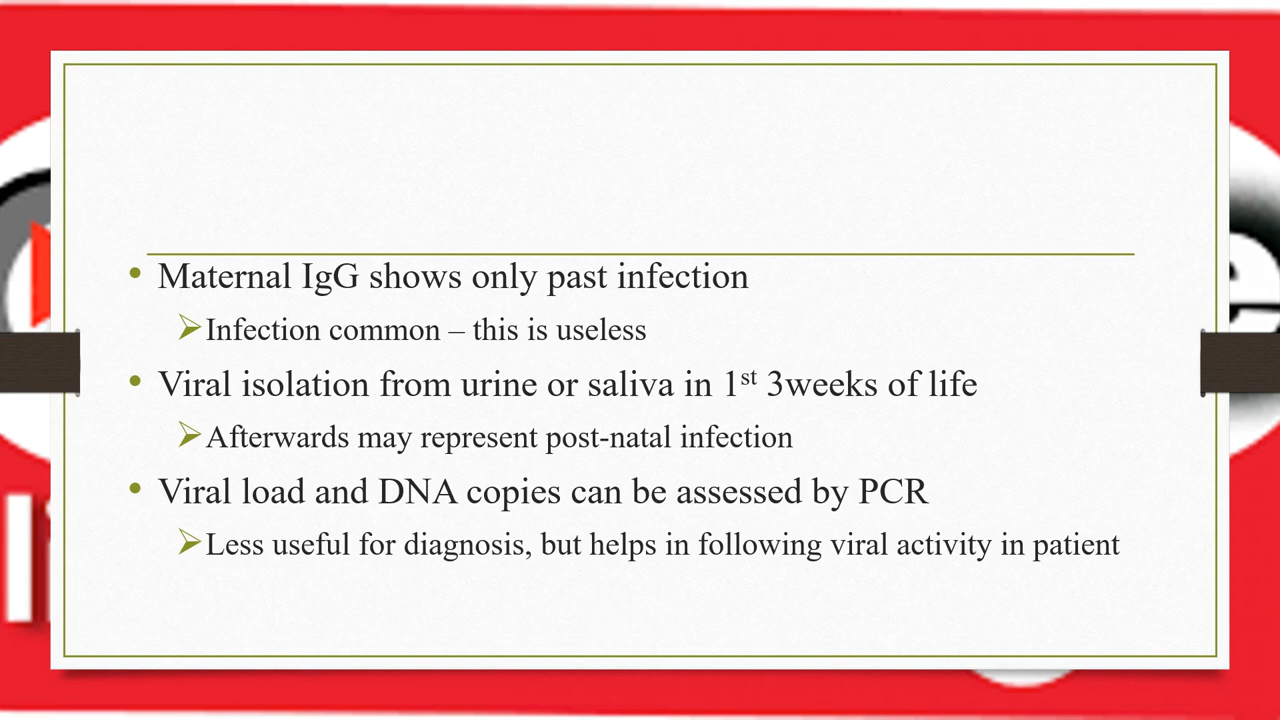 • Maternal IgG shows only past infection
➢Infection common – this is useless
• Viral isolation from urine or saliva in 1st 3weeks of life
➢Afterwards may represent post-natal infection
• Viral load and DNA copies can be assessed by PCR
➢Less useful for diagnosis, but helps in following viral activity in patient